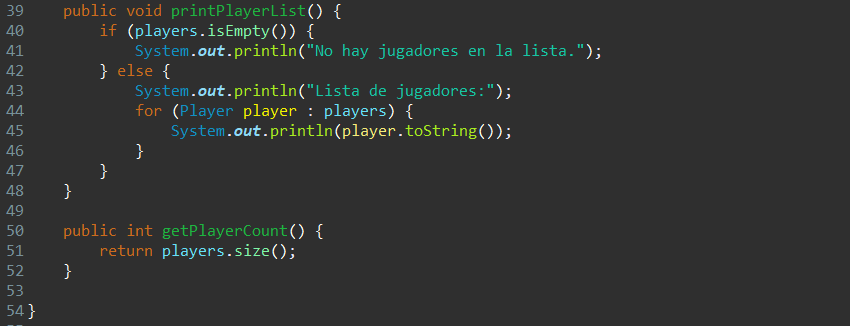 39 public void printPlayerList() {
40 if (players.isEmpty()) {
41 System.out.println("No hay jugadores en la lista.");
42 } else {
43 System.out.println("Lista de jugadores:");
44 for (Player player : players) {
45 System.out.println(player.toString());
46 }
47 }
48 }
49
50 public int getPlayerCount() {
51 return players.size();
52 }
53
54 }